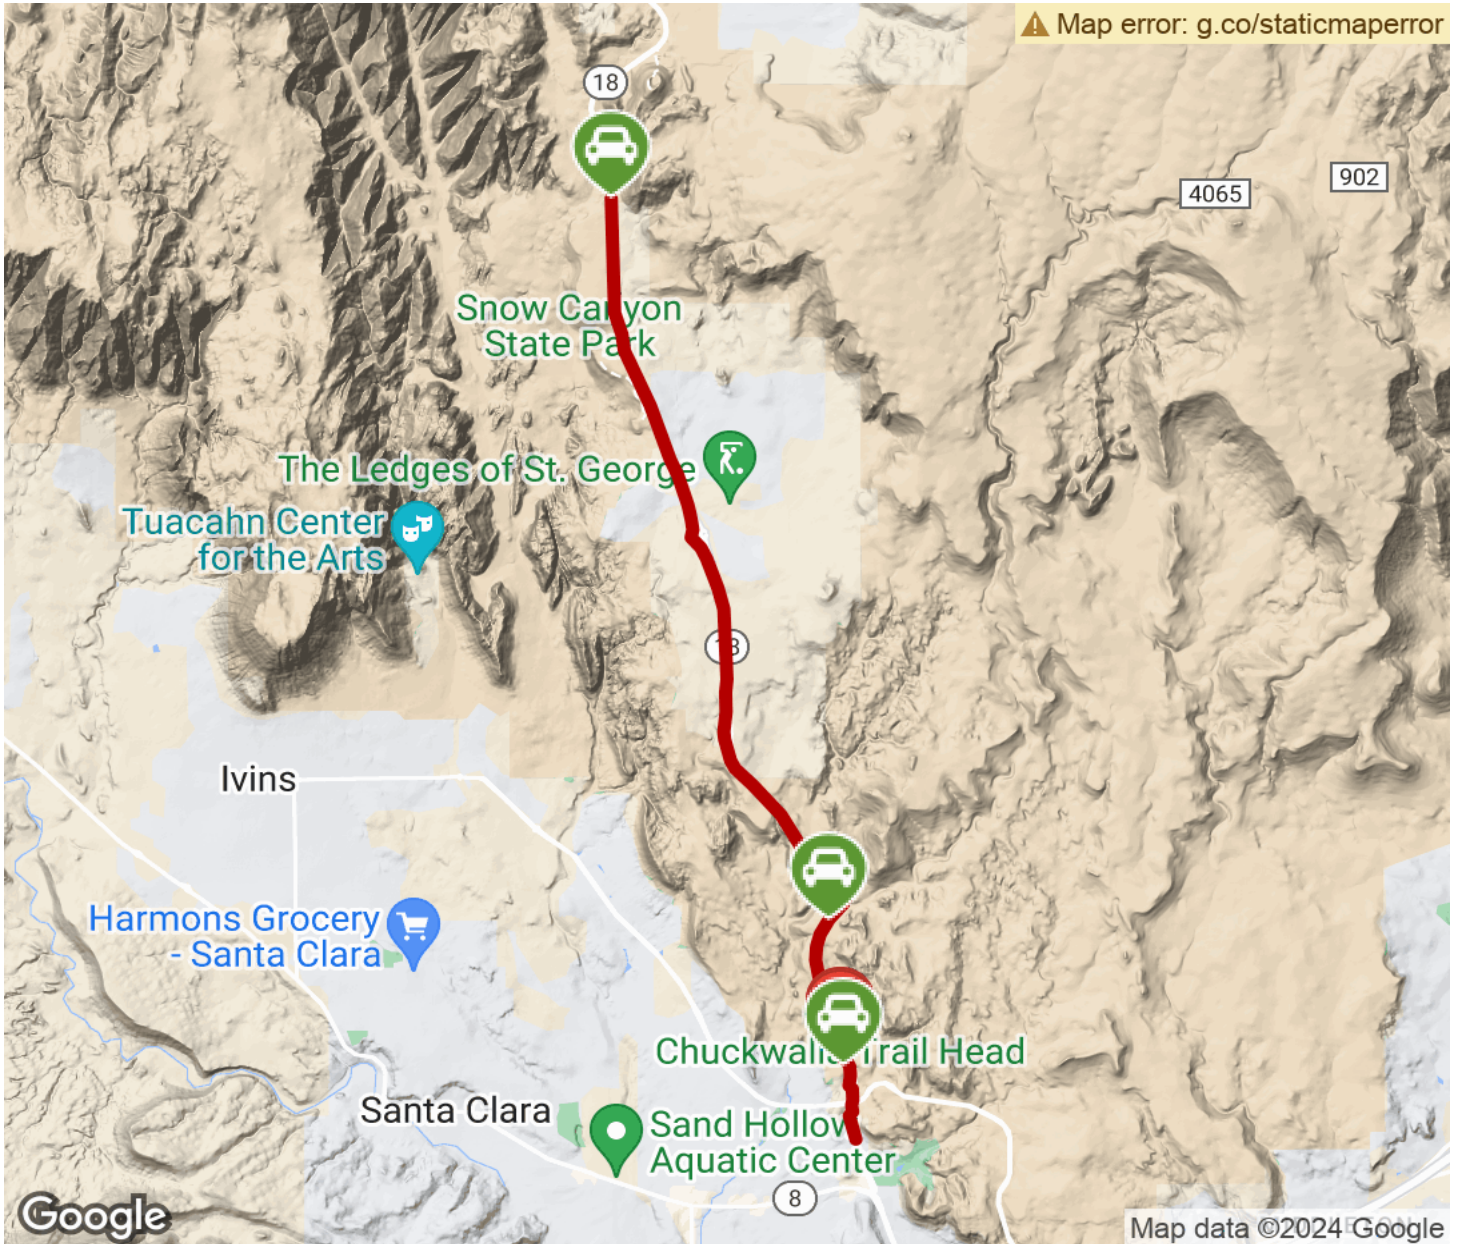 Map error: g.co/staticmaperror
18
902
4065
Snow Canyon
State Park
The Ledges of St. George
Tuacahn Center
for the Arts
18
Ivins
Harmons Grocery
- Santa Clara
Chuckwalla Trail Head
Santa Clara
Sand Hollow
Aquatic Center
8
Google
Map data ©2024 Google